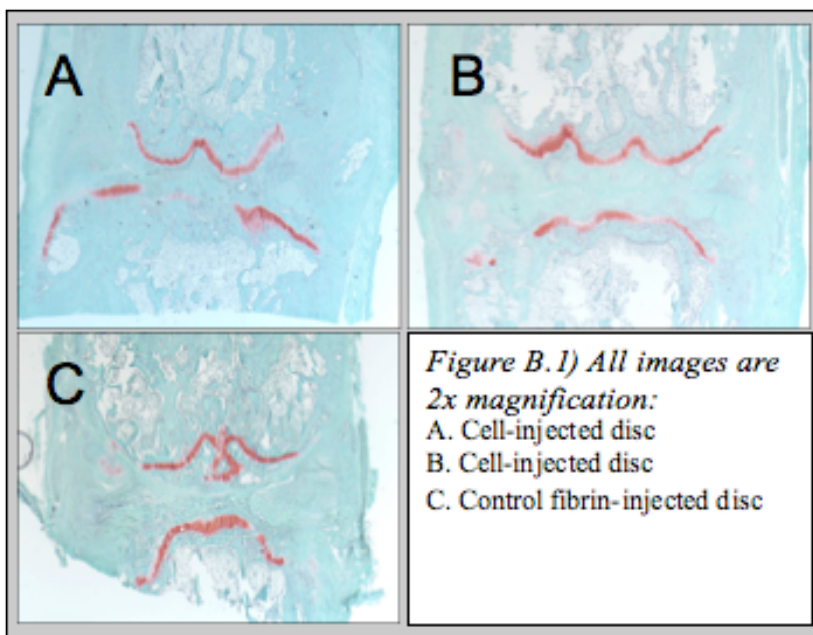 A
B
C
Figure B.1) All images are
2x magnification:
A. Cell-injected disc
B. Cell-injected disc
C. Control fibrin-injected disc